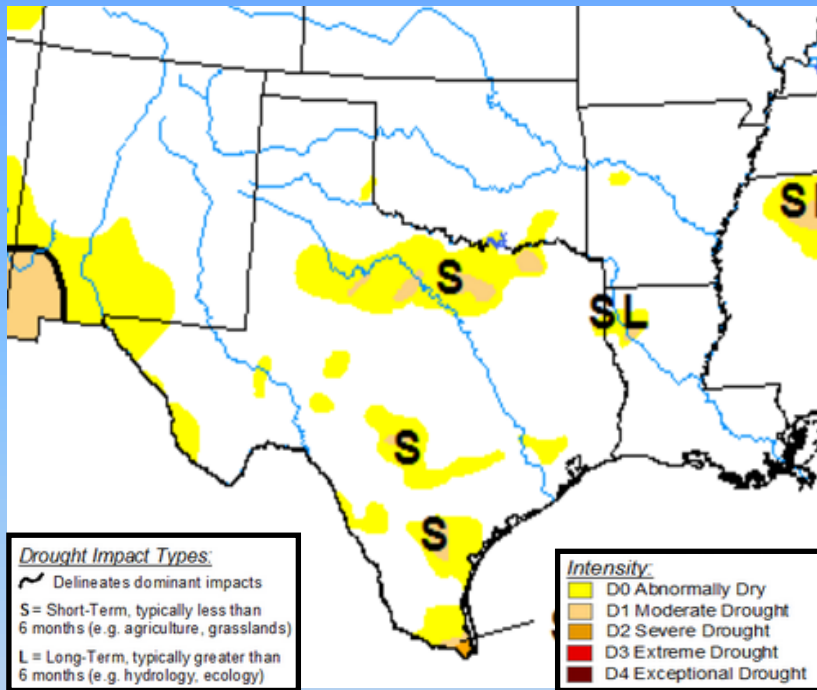 S
S
S L
S
S
Drought Impact Types:
Delineates dominant impacts
S = Short-Term, typically less than
6 months (e.g. agriculture, grasslands)
L = Long-Term, typically greater than
6 months (e.g. hydrology, ecology)
Intensity:
D0 Abnormally Dry
D1 Moderate Drought
D2 Severe Drought
D3 Extreme Drought
D4 Exceptional Drought